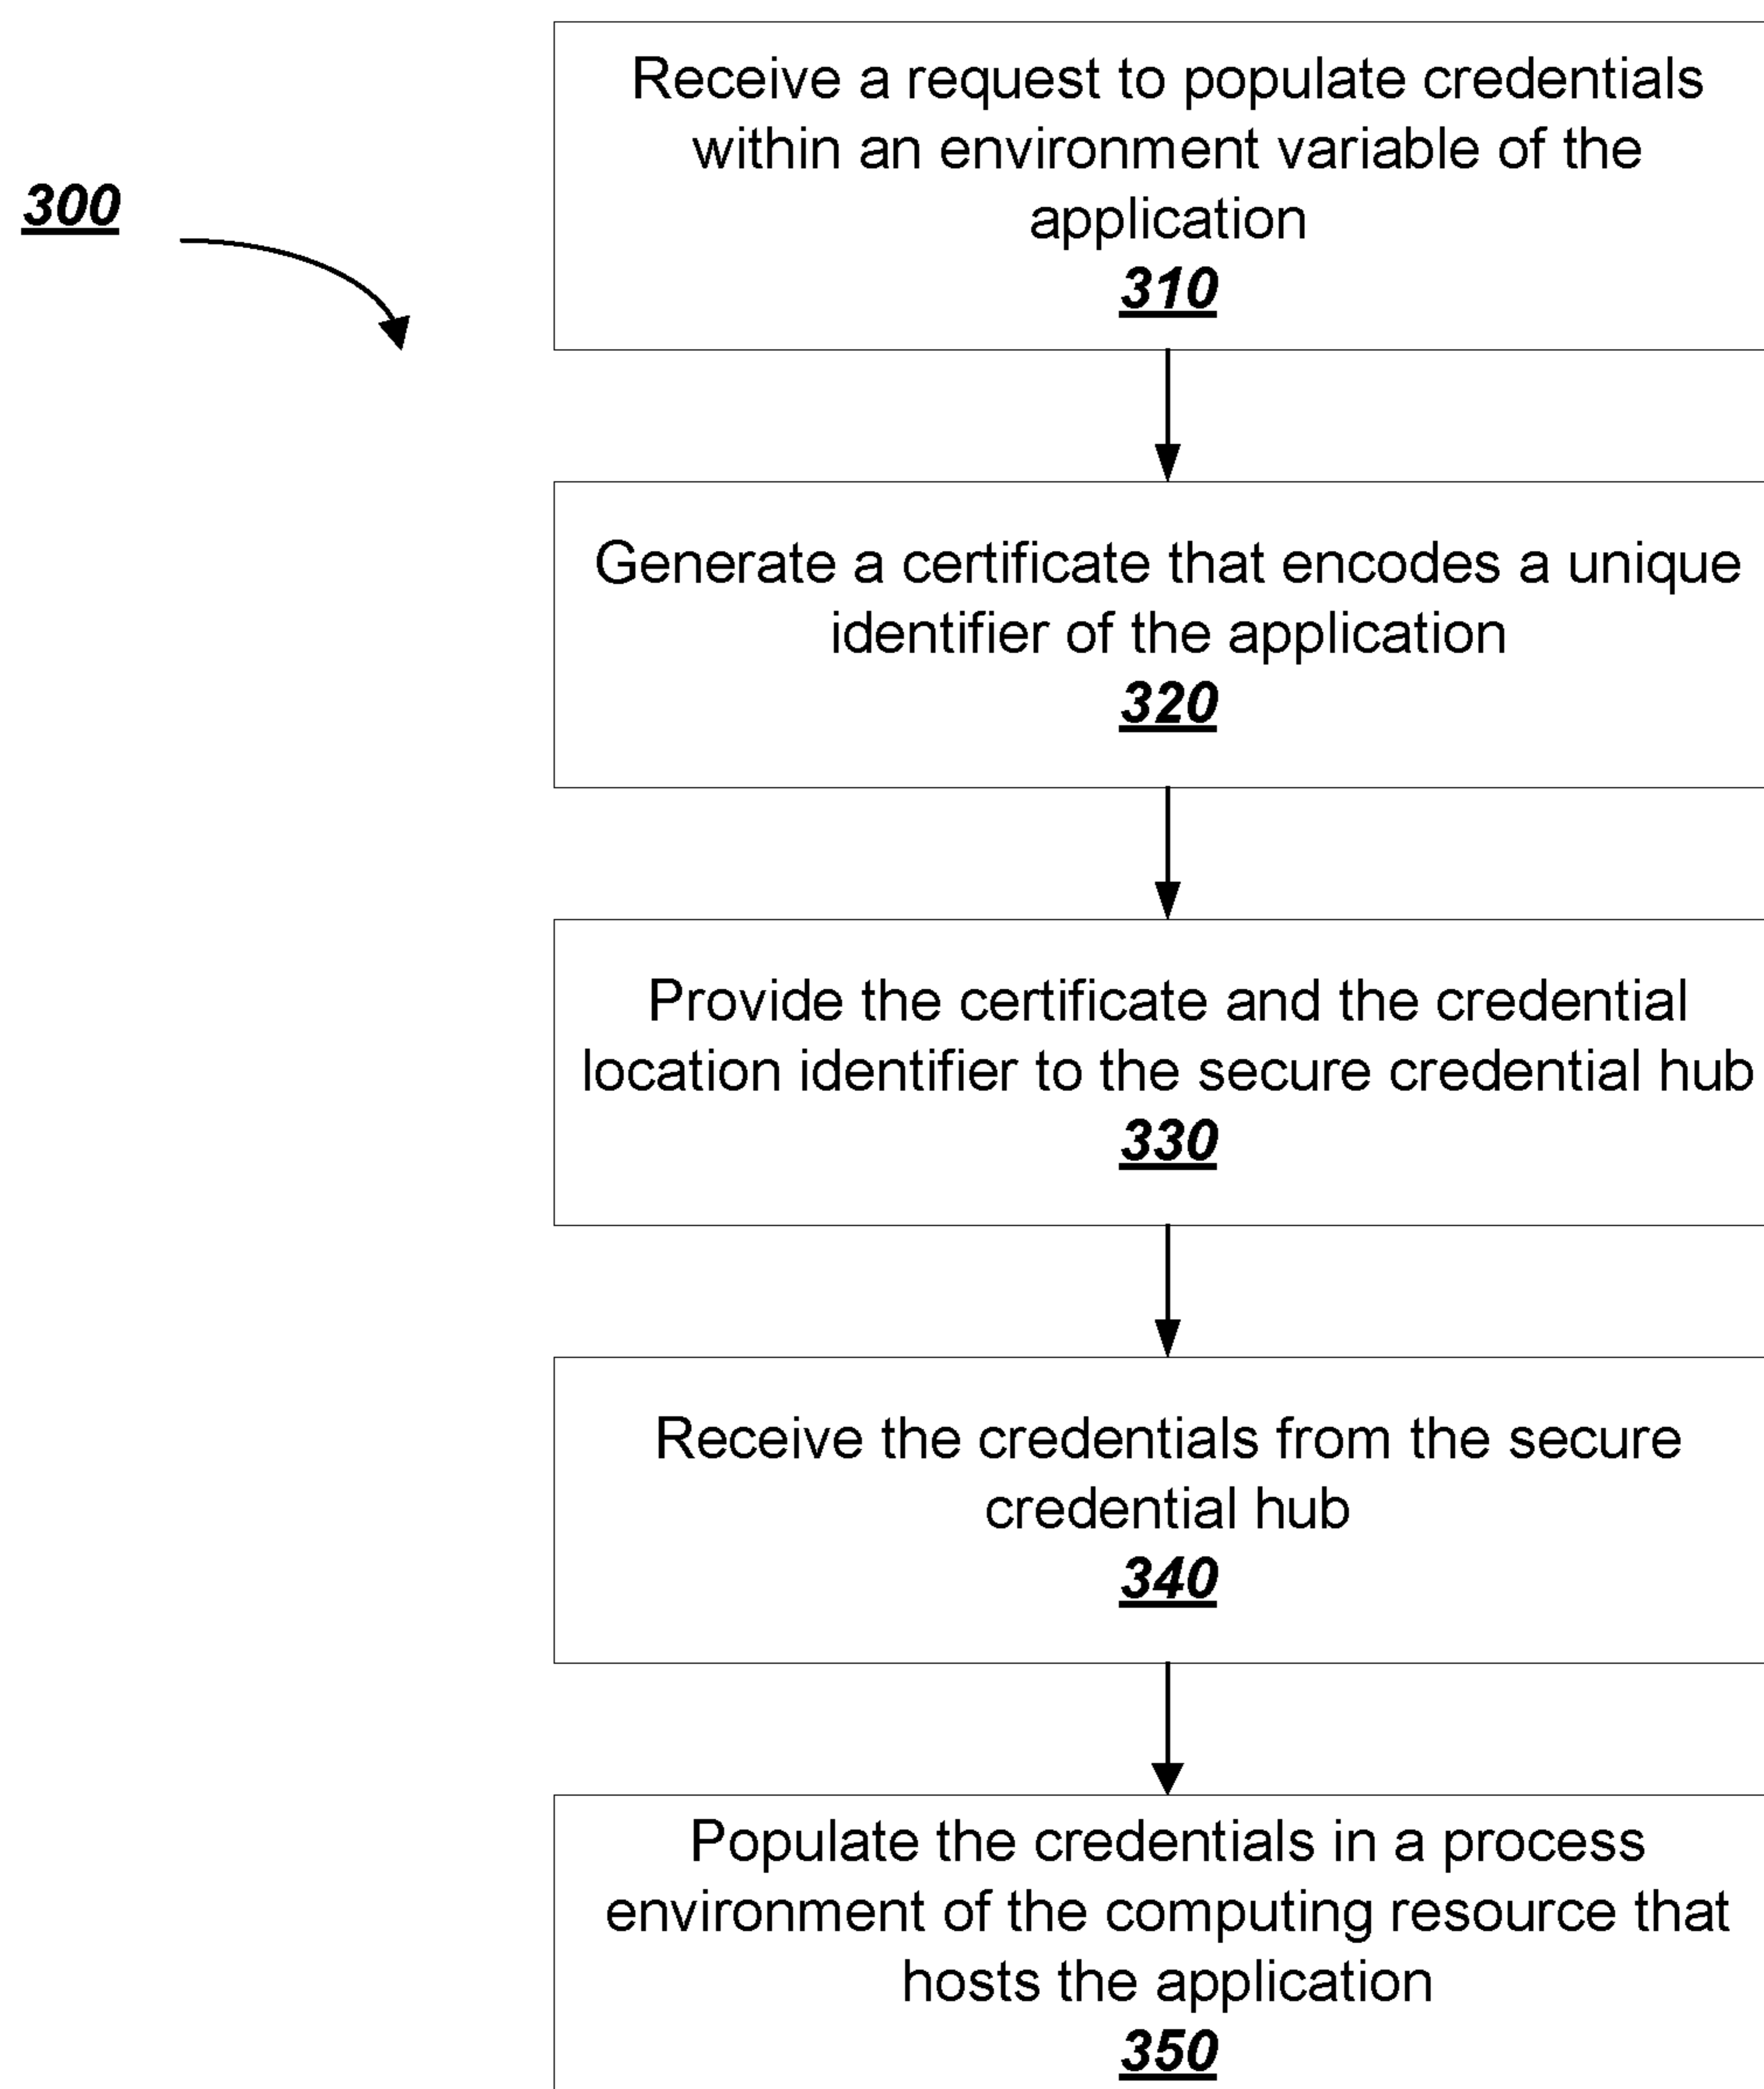 300
Receive a request to populate credentials
within an environment variable of the
application
310
Generate a certificate that encodes a unique
identifier of the application
320
Provide the certificate and the credential
location identifier to the secure credential hub
330
Receive the credentials from the secure
credential hub
340
Populate the credentials in a process
environment of the computing resource that
hosts the application
350